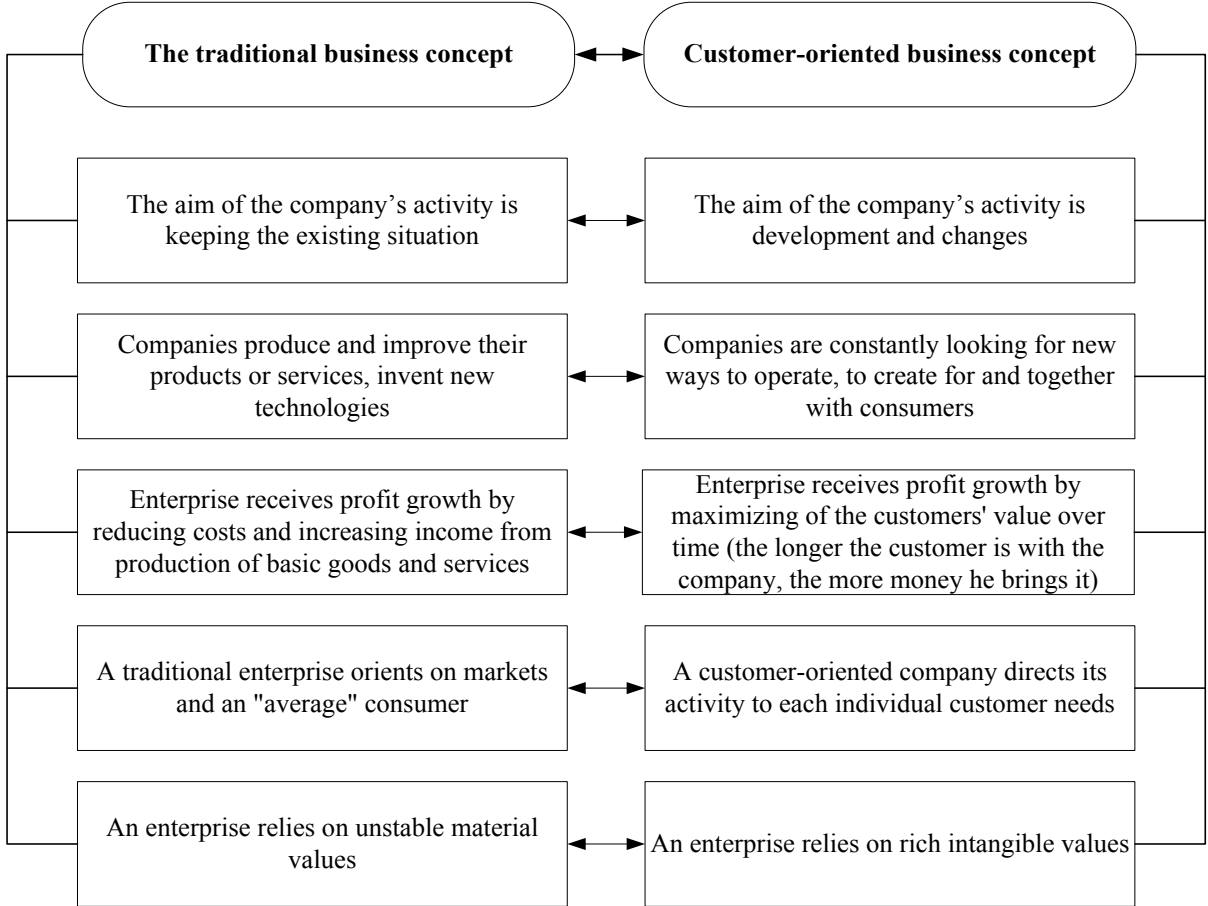 The traditional business concept
Customer-oriented business concept
The aim of the company’s activity is
keeping the existing situation
The aim of the company’s activity is
development and changes
Companies produce and improve their
products or services, invent new
technologies
Companies are constantly looking for new
ways to operate, to create for and together
with consumers
Enterprise receives profit growth by
reducing costs and increasing income from
production of basic goods and services
Enterprise receives profit growth by
maximizing of the customers' value over
time (the longer the customer is with the
company, the more money he brings it)
A traditional enterprise orients on markets
and an "average" consumer
A customer-oriented company directs its
activity to each individual customer needs
An enterprise relies on unstable material
values
An enterprise relies on rich intangible values